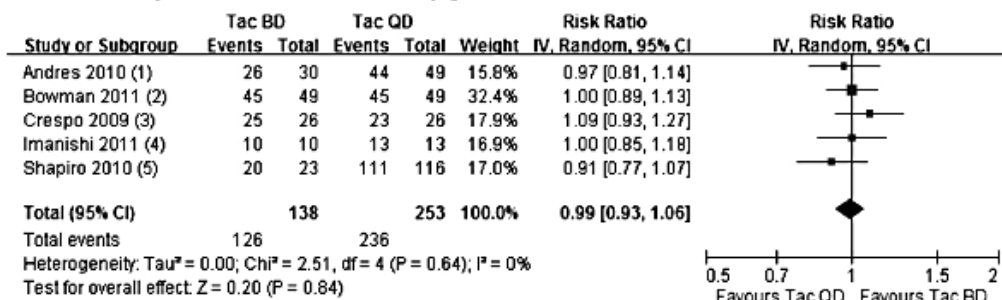 Tac BD Tac QD Risk Ratio Risk Ratio
Study or Subgroup Events Total Events Total Weight IV, Random, 95% CI IV, Random, 95% CI
Andres 2010 (1) 26 30 44 49 15.8% 0.97 [0.81, 1.14]
Bowman 2011 (2) 45 49 45 49 32.4% 1.00 [0.89, 1.13]
Crespo 2009 (3) 25 26 23 26 17.9% 1.09 [0.93, 1.27]
Imanishi 2011 (4) 10 10 13 13 16.9% 1.00 [0.85, 1.18]
Shapiro 2010 (5) 20 23 111 116 17.0% 0.91 [0.77, 1.07]
Total (95% CI) 138 253 100.0% 0.99 [0.93, 1.06]
Total events 126 236
Heterogeneity: Tau² = 0.00; Chi² = 2.51, df = 4 (P = 0.64); I² = 0%
Test for overall effect: Z = 0.20 (P = 0.84)
0.5 0.7 1 1.5 2
Favours Tac QD Favours Tac BD